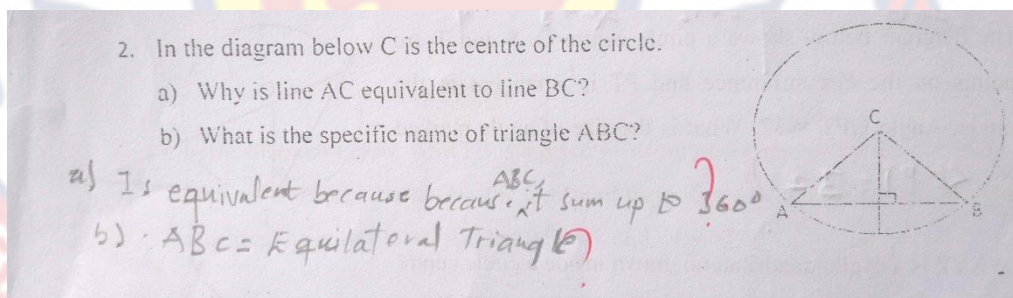 2. In the diagram below C is the centre of the circle.
a) Why is line AC equivalent to line BC?
b) What is the specific name of triangle ABC?
a) Is equivalent because because ABC, it sum up to 360°
b). ABC = Equilateral Triangle
?
C
A
B